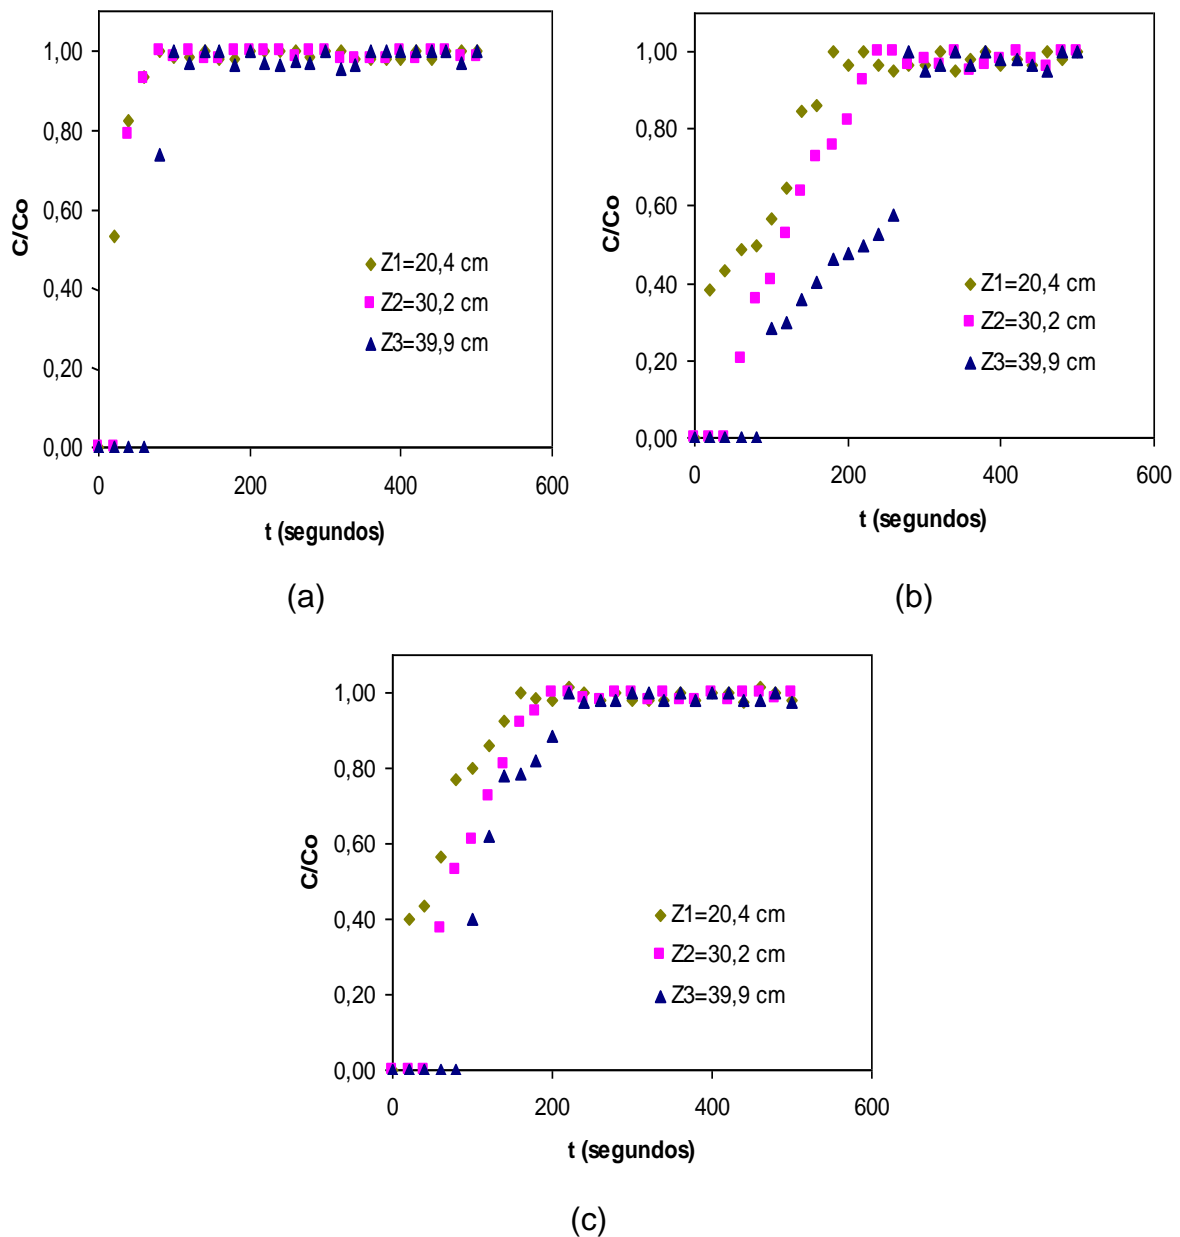 1,00
0,80
0,60
0,40
0,20
0,00
C/Co
0 200 400 600
t (segundos)
Z1=20,4 cm
Z2=30,2 cm
Z3=39,9 cm
(a)
1,00
0,80
0,60
0,40
0,20
0,00
C/Co
0 200 400 600
t (segundos)
Z1=20,4 cm
Z2=30,2 cm
Z3=39,9 cm
(b)
1,00
0,80
0,60
0,40
0,20
0,00
C/Co
0 200 400 600
t (segundos)
Z1=20,4 cm
Z2=30,2 cm
Z3=39,9 cm
(c)